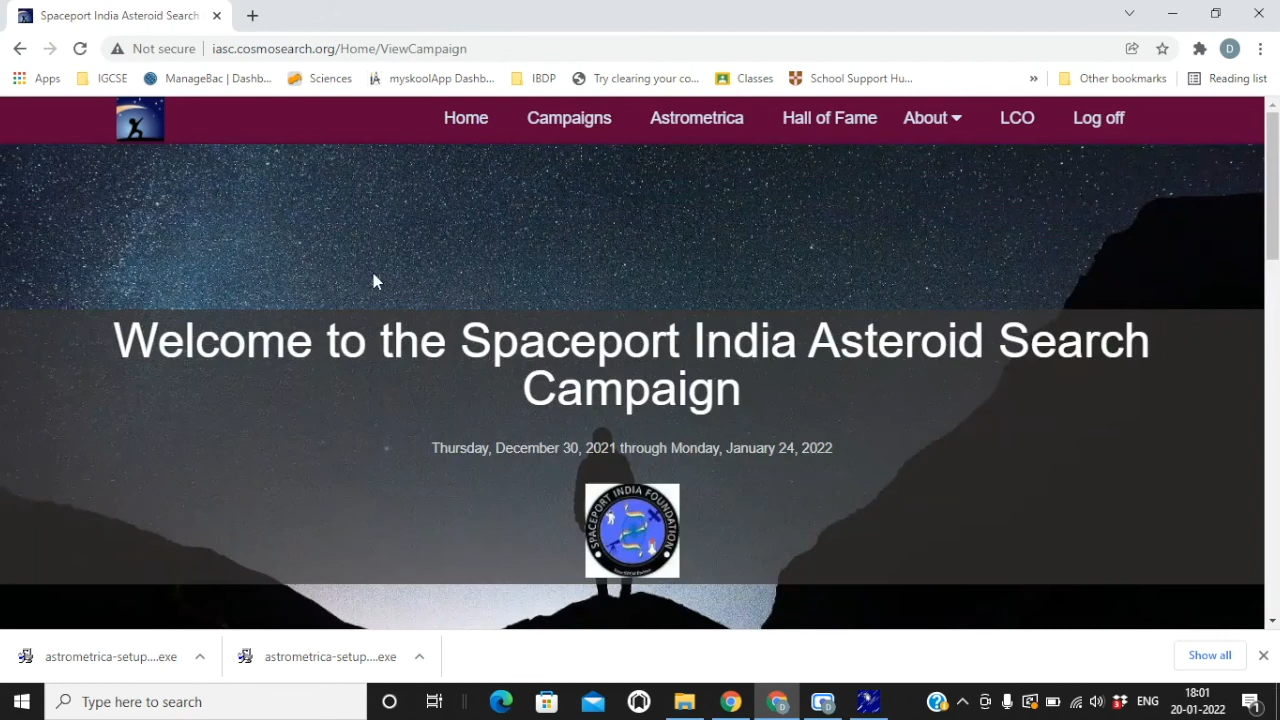 Spaceport India Asteroid Search
Not secure
iasc.cosmosearch.org/Home/ViewCampaign
D
Apps
IGCSE
ManageBac | Dashb...
Sciences
myskoolApp Dashb...
IBDP
Try clearing your co...
Classes
School Support Hu...
»
Other bookmarks
Reading list
Home
Campaigns
Astrometrica
Hall of Fame
About
LCO
Log off
Welcome to the Spaceport India Asteroid Search
Campaign
Thursday, December 30, 2021 through Monday, January 24, 2022
SPACEPORT INDIA FOUNDATION
astrometrica-setup....exe
astrometrica-setup....exe
Show all
Type here to search
ENG
18:01
20-01-2022
1